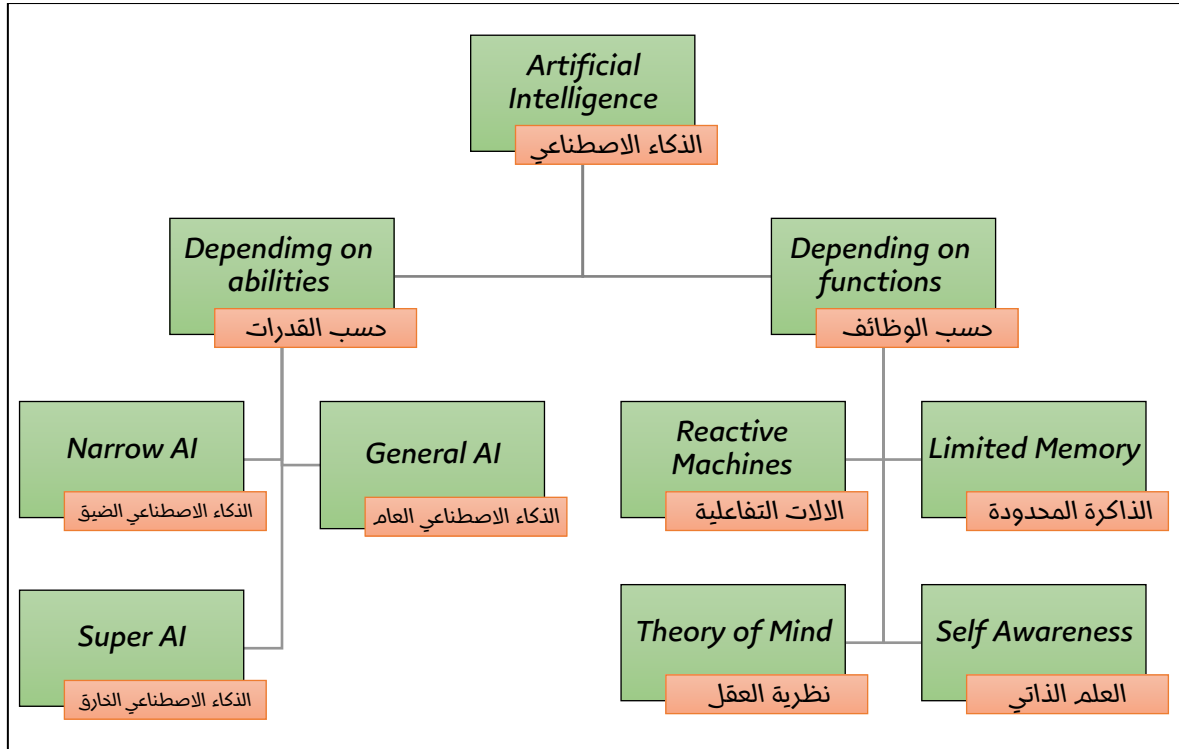 Artificial
Intelligence
الذكاء الاصطناعي
Dependimg on
abilities
حسب القدرات
Depending on
functions
حسب الوظائف
Narrow AI
الذكاء الاصطناعي الضيق
General AI
الذكاء الاصطناعي العام
Reactive
Machines
الالات التفاعلية
Limited Memory
الذاكرة المحدودة
Super AI
الذكاء الاصطناعي الخارق
Theory of Mind
نظرية العقل
Self Awareness
العلم الذاتي